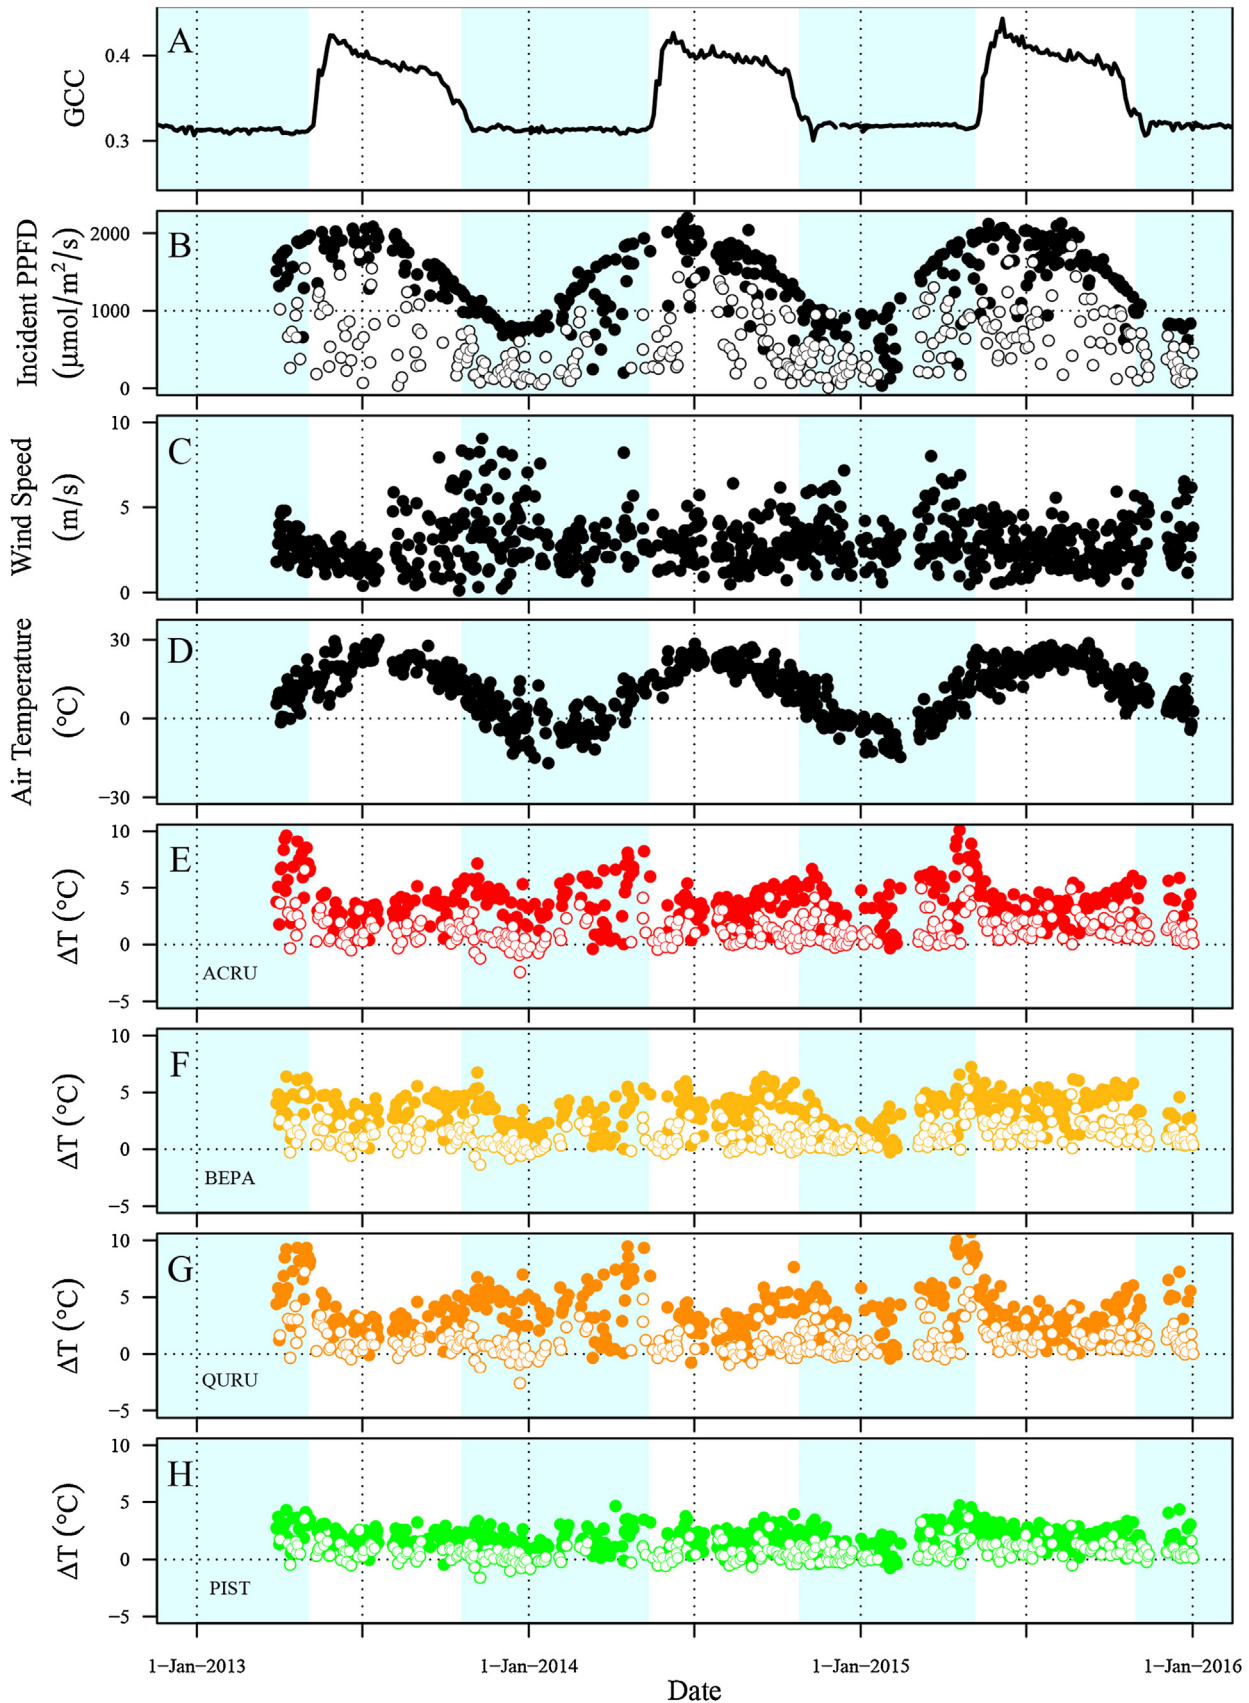 A
GCC
0.4
0.3
B
Incident PPFD
(μmol/m²/s)
2000
1000
0
C
Wind Speed
(m/s)
10
5
0
D
Air Temperature
(°C)
30
0
−30
E
ΔT (°C)
10
5
0
−5
ACRU
F
ΔT (°C)
10
5
0
−5
BEPA
G
ΔT (°C)
10
5
0
−5
QURU
H
ΔT (°C)
10
5
0
−5
PIST
1−Jan−2013 1−Jan−2014 1−Jan−2015 1−Jan−2016
Date